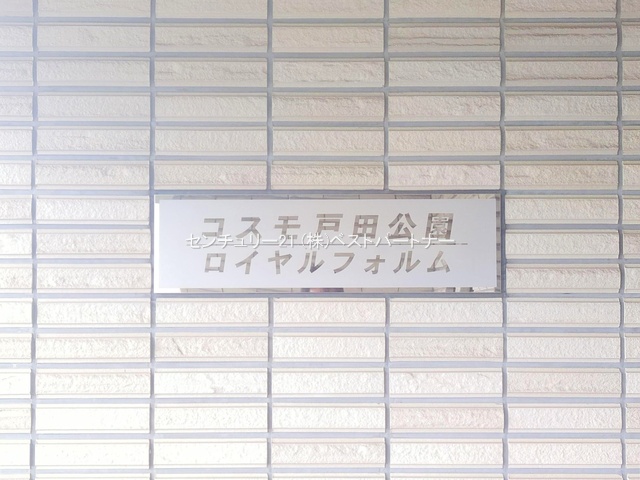 コスモ戸田公園
センチュリー21(株)ベストパートナー
ロイヤルフォルム